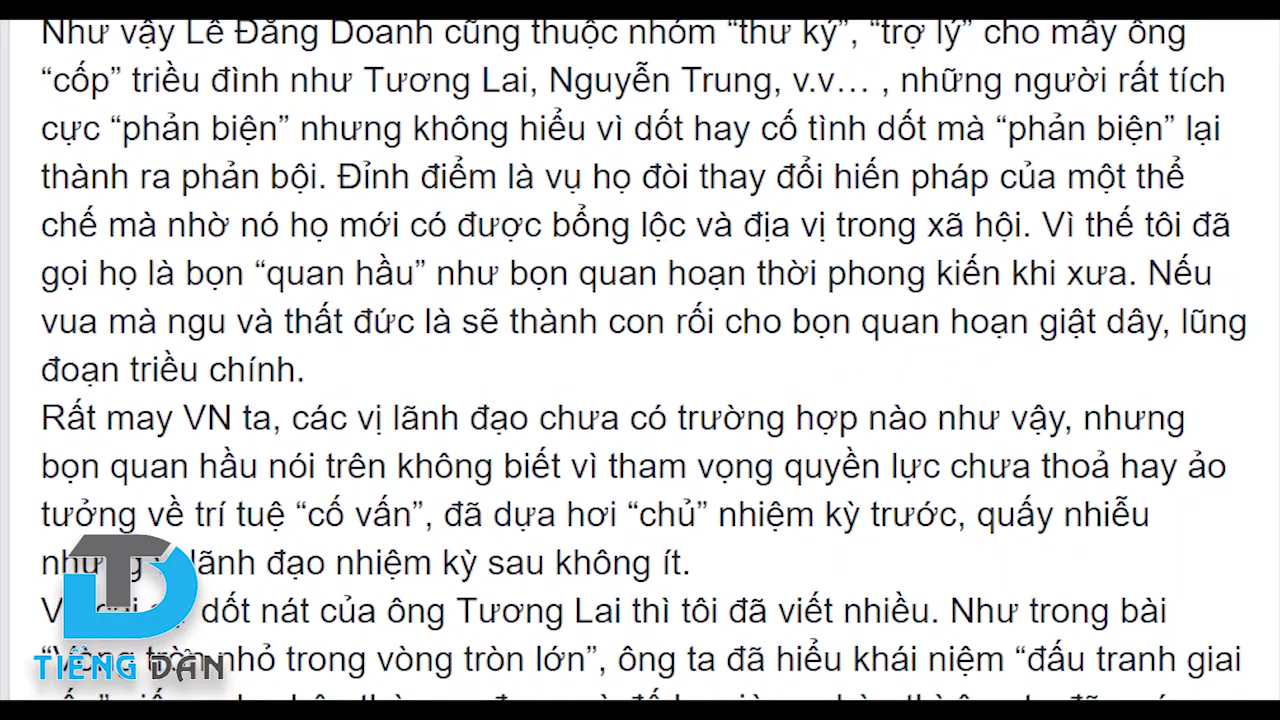 Như vậy Lê Đăng Doanh cũng thuộc nhóm “thư ký”, “trợ lý” cho mấy ông
“cốp” triều đình như Tương Lai, Nguyễn Trung, v.v… , những người rất tích
cực “phản biện” nhưng không hiểu vì dốt hay cố tình dốt mà “phản biện” lại
thành ra phản bội. Đỉnh điểm là vụ họ đòi thay đổi hiến pháp của một thể
chế mà nhờ nó họ mới có được bổng lộc và địa vị trong xã hội. Vì thế tôi đã
gọi họ là bọn “quan hầu” như bọn quan hoạn thời phong kiến khi xưa. Nếu
vua mà ngu và thất đức là sẽ thành con rối cho bọn quan hoạn giật dây, lũng
đoạn triều chính.
Rất may VN ta, các vị lãnh đạo chưa có trường hợp nào như vậy, nhưng
bọn quan hầu nói trên không biết vì tham vọng quyền lực chưa thoả hay ảo
tưởng về trí tuệ “cố vấn”, đã dựa hơi “chủ” nhiệm kỳ trước, quấy nhiễu
lãnh đạo nhiệm kỳ sau không ít.
dốt nát của ông Tương Lai thì tôi đã viết nhiều. Như trong bài
“Vòng tròn nhỏ trong vòng tròn lớn”, ông ta đã hiểu khái niệm “đấu tranh giai
TD
TIẾNG DÂN